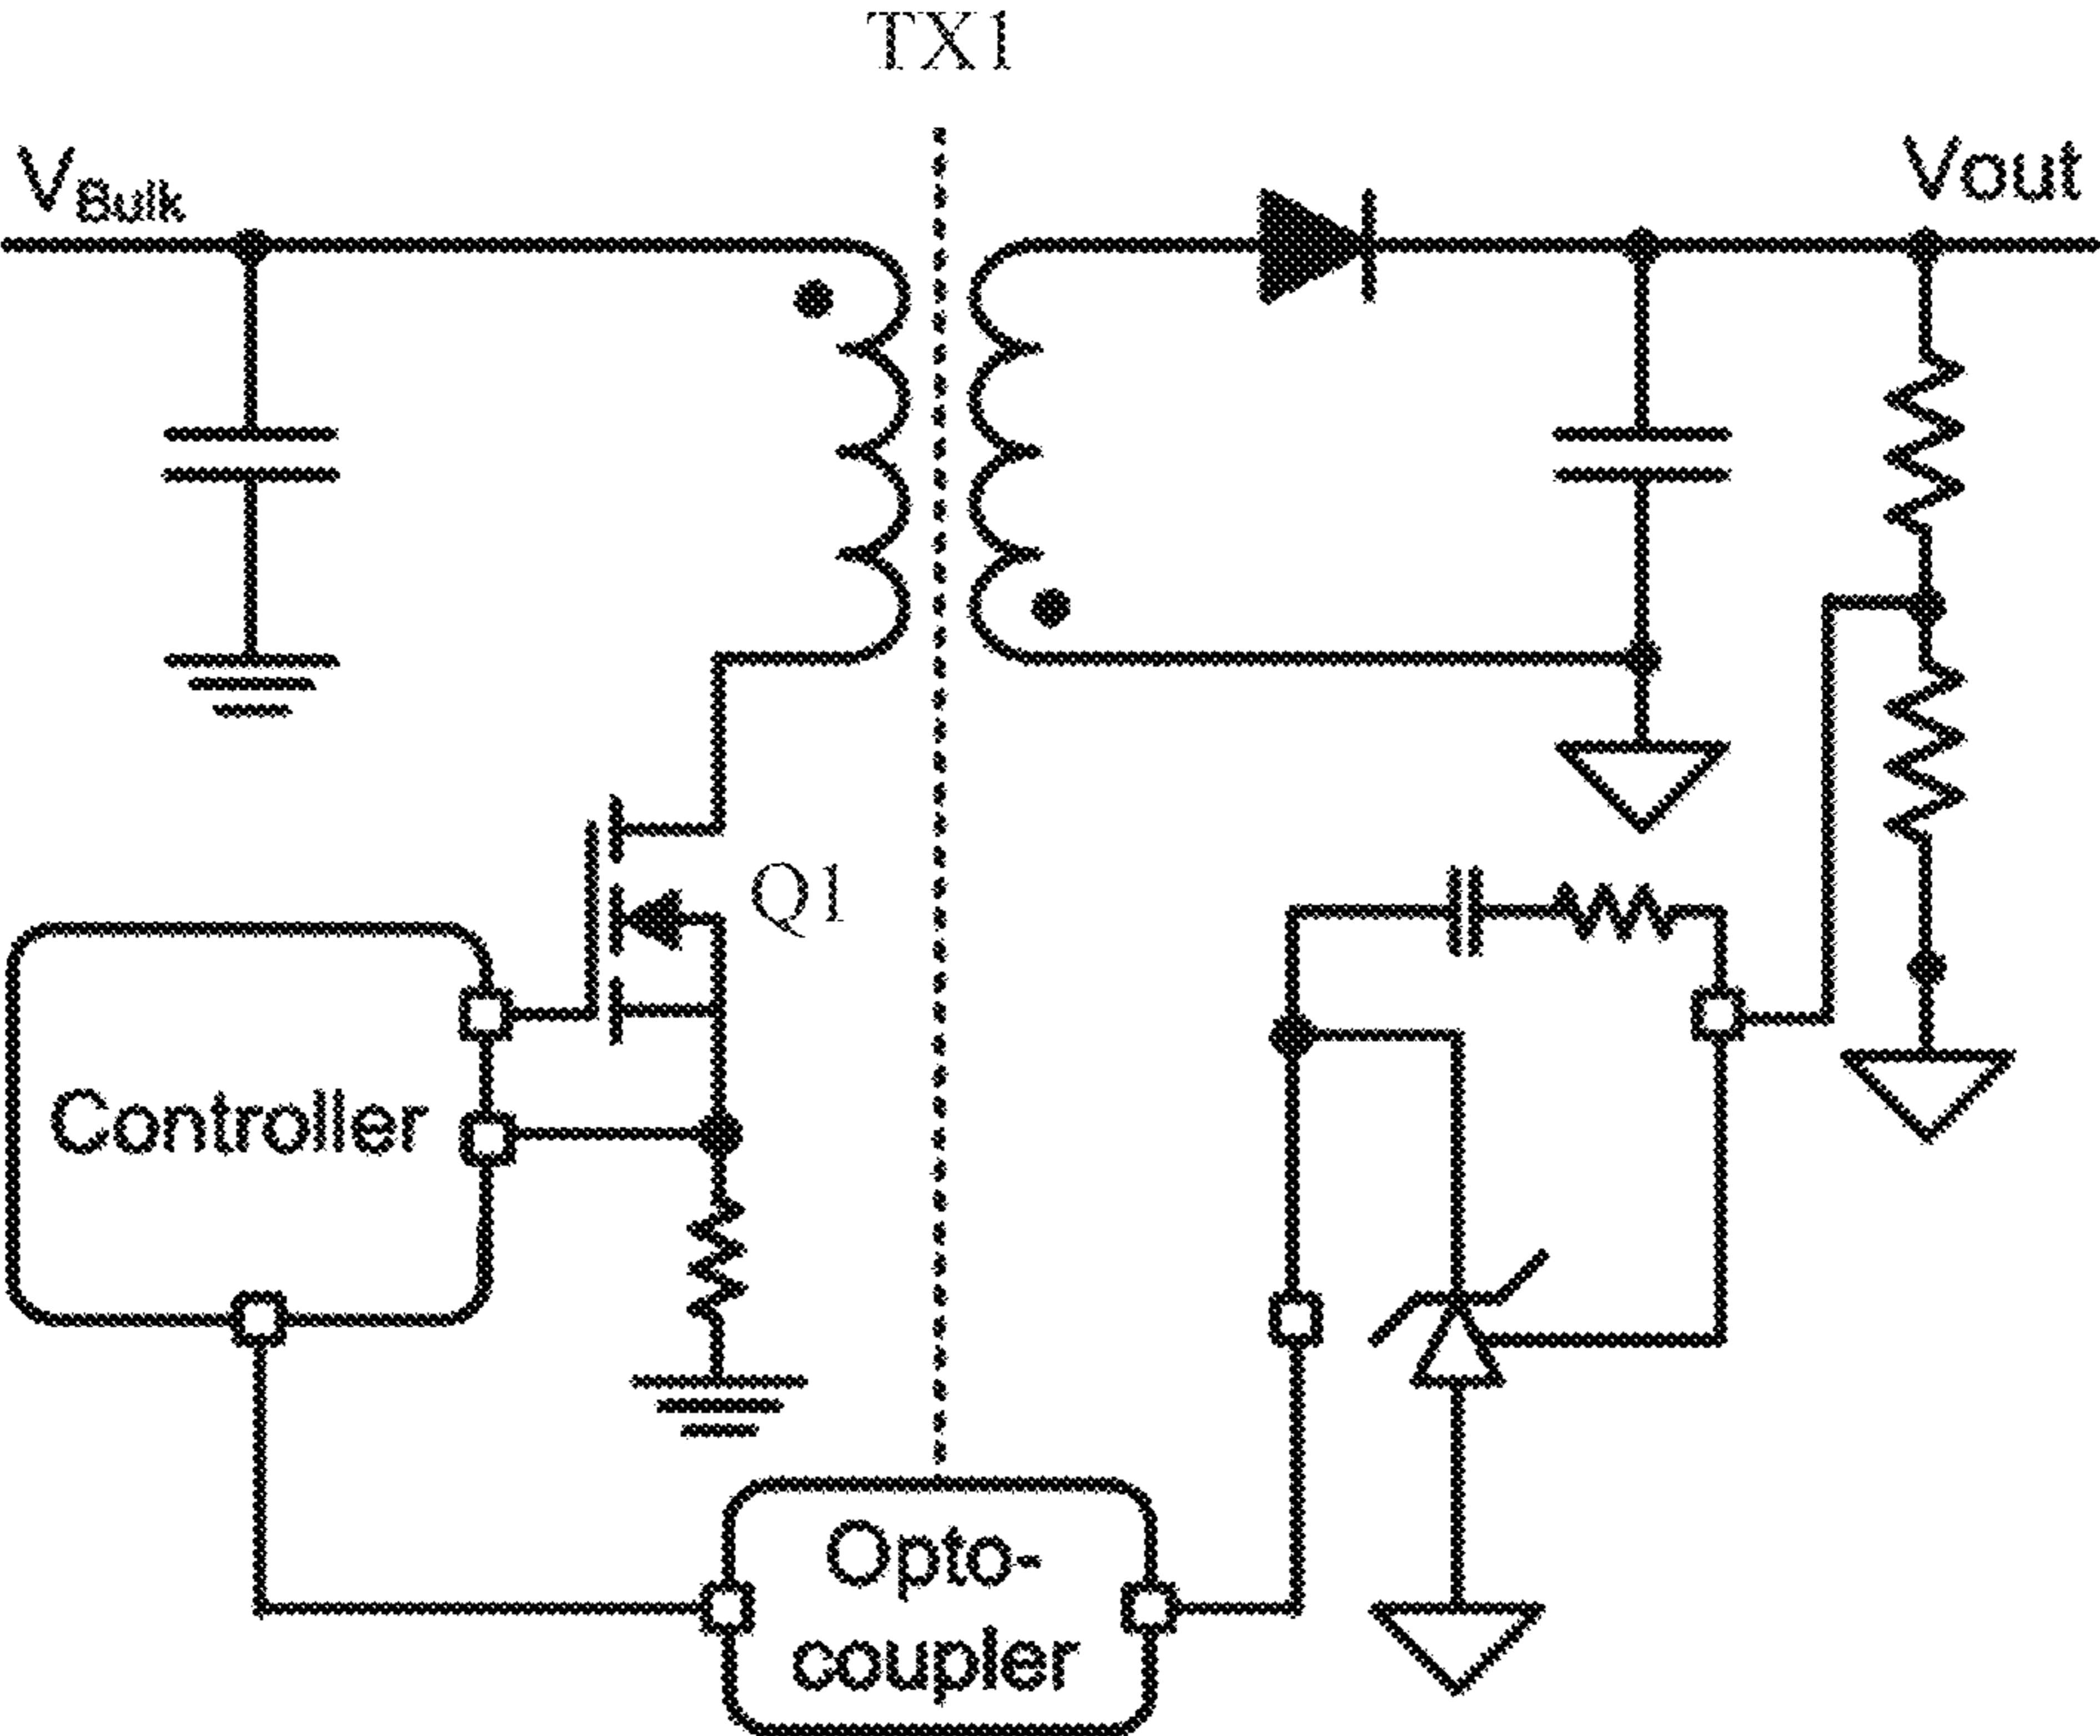 TX1
VBulk
Vout
Q1
Controller
Opto-
coupler